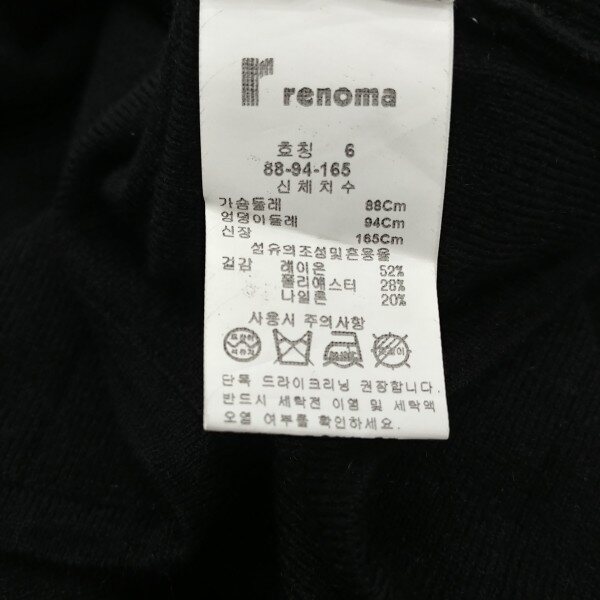 r renoma
호칭 6
88-94-165
신체치수
가슴둘레 88Cm
엉덩이둘레 94Cm
신장 165Cm
섬유의조성및혼용율
겉감 레이온 52%
폴리에스터 28%
나일론 20%
사용시 주의사항
단독 드라이크리닝 권장합니다.
반드시 세탁전 이염 및 세탁액
오염 여부를 확인하세요.